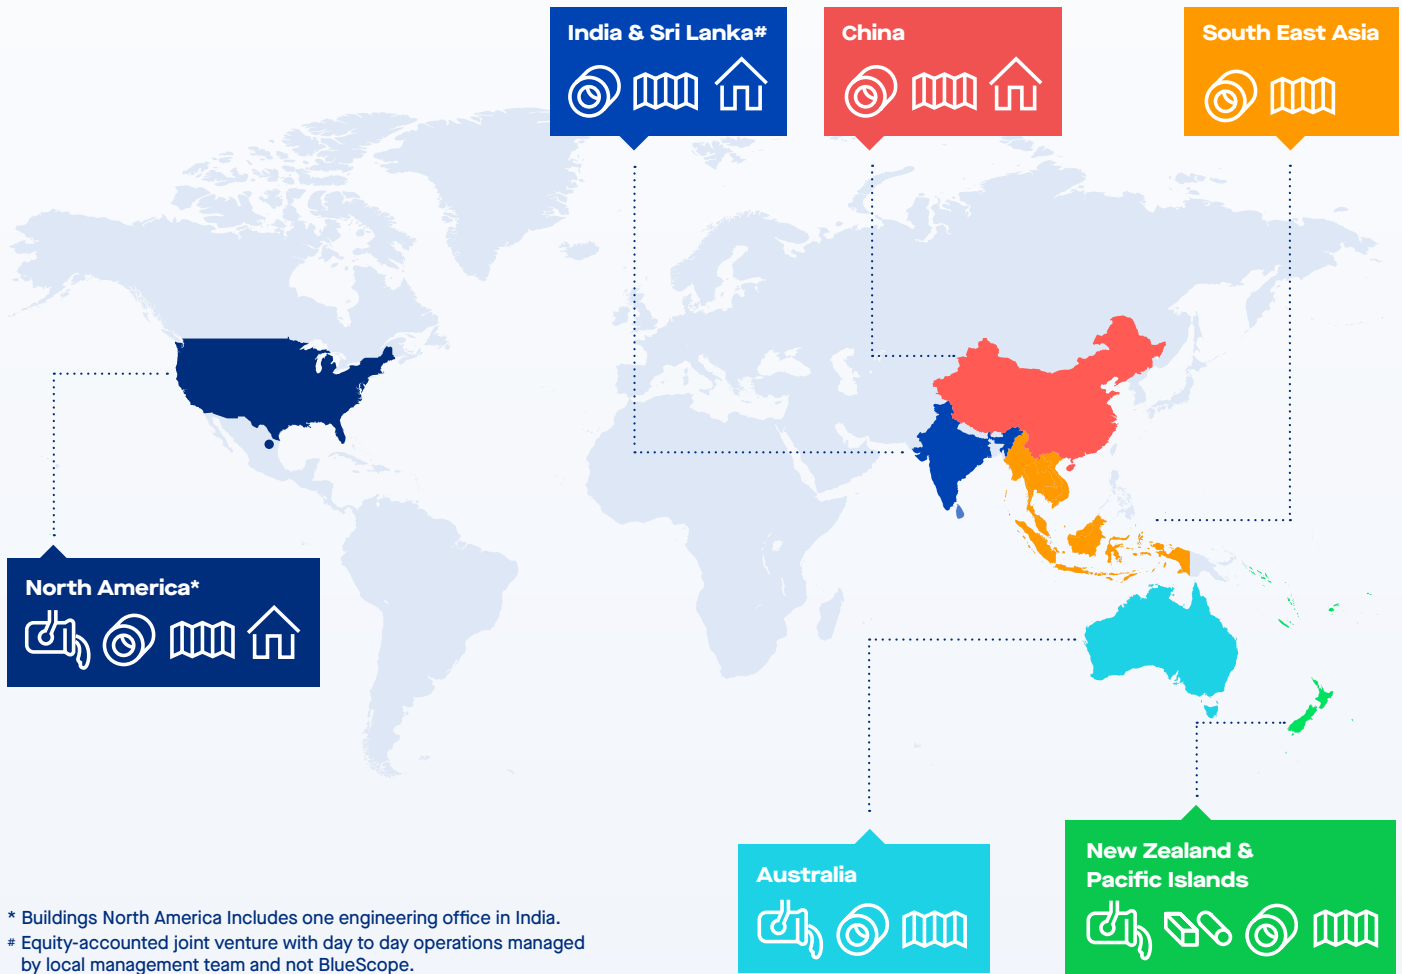 India & Sri Lanka#
China
South East Asia
North America*
Australia
New Zealand &
Pacific Islands
* Buildings North America Includes one engineering office in India.
# Equity-accounted joint venture with day to day operations managed
by local management team and not BlueScope.